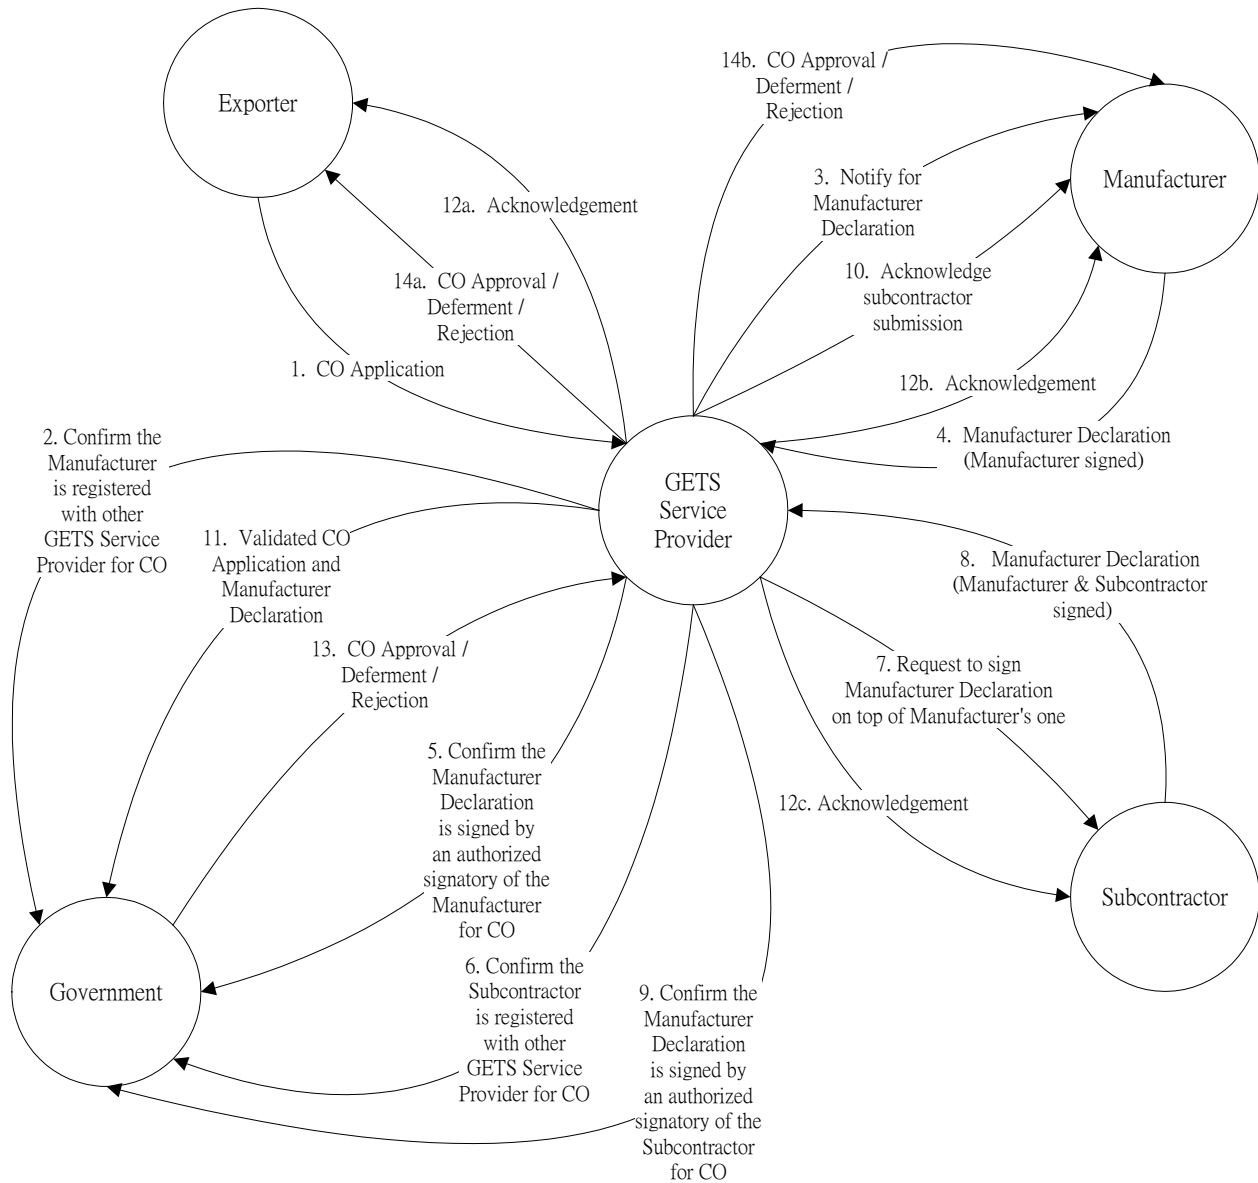 Exporter
14b. CO Approval /
Deferment /
Rejection
Manufacturer
3. Notify for
Manufacturer
Declaration
12a. Acknowledgement
14a. CO Approval /
Deferment /
Rejection
10. Acknowledge
subcontractor
submission
1. CO Application
12b. Acknowledgement
2. Confirm the
Manufacturer
is registered
with other
GETS Service
Provider for CO
4. Manufacturer Declaration
(Manufacturer signed)
GETS
Service
Provider
11. Validated CO
Application and
Manufacturer
Declaration
8. Manufacturer Declaration
(Manufacturer & Subcontractor
signed)
13. CO Approval /
Deferment /
Rejection
7. Request to sign
Manufacturer Declaration
on top of Manufacturer's one
5. Confirm the
Manufacturer
Declaration
is signed by
an authorized
signatory of the
Manufacturer
for CO
12c. Acknowledgement
Subcontractor
Government
6. Confirm the
Subcontractor
is registered
with other
GETS Service
Provider for CO
9. Confirm the
Manufacturer
Declaration
is signed by
an authorized
signatory of the
Subcontractor
for CO